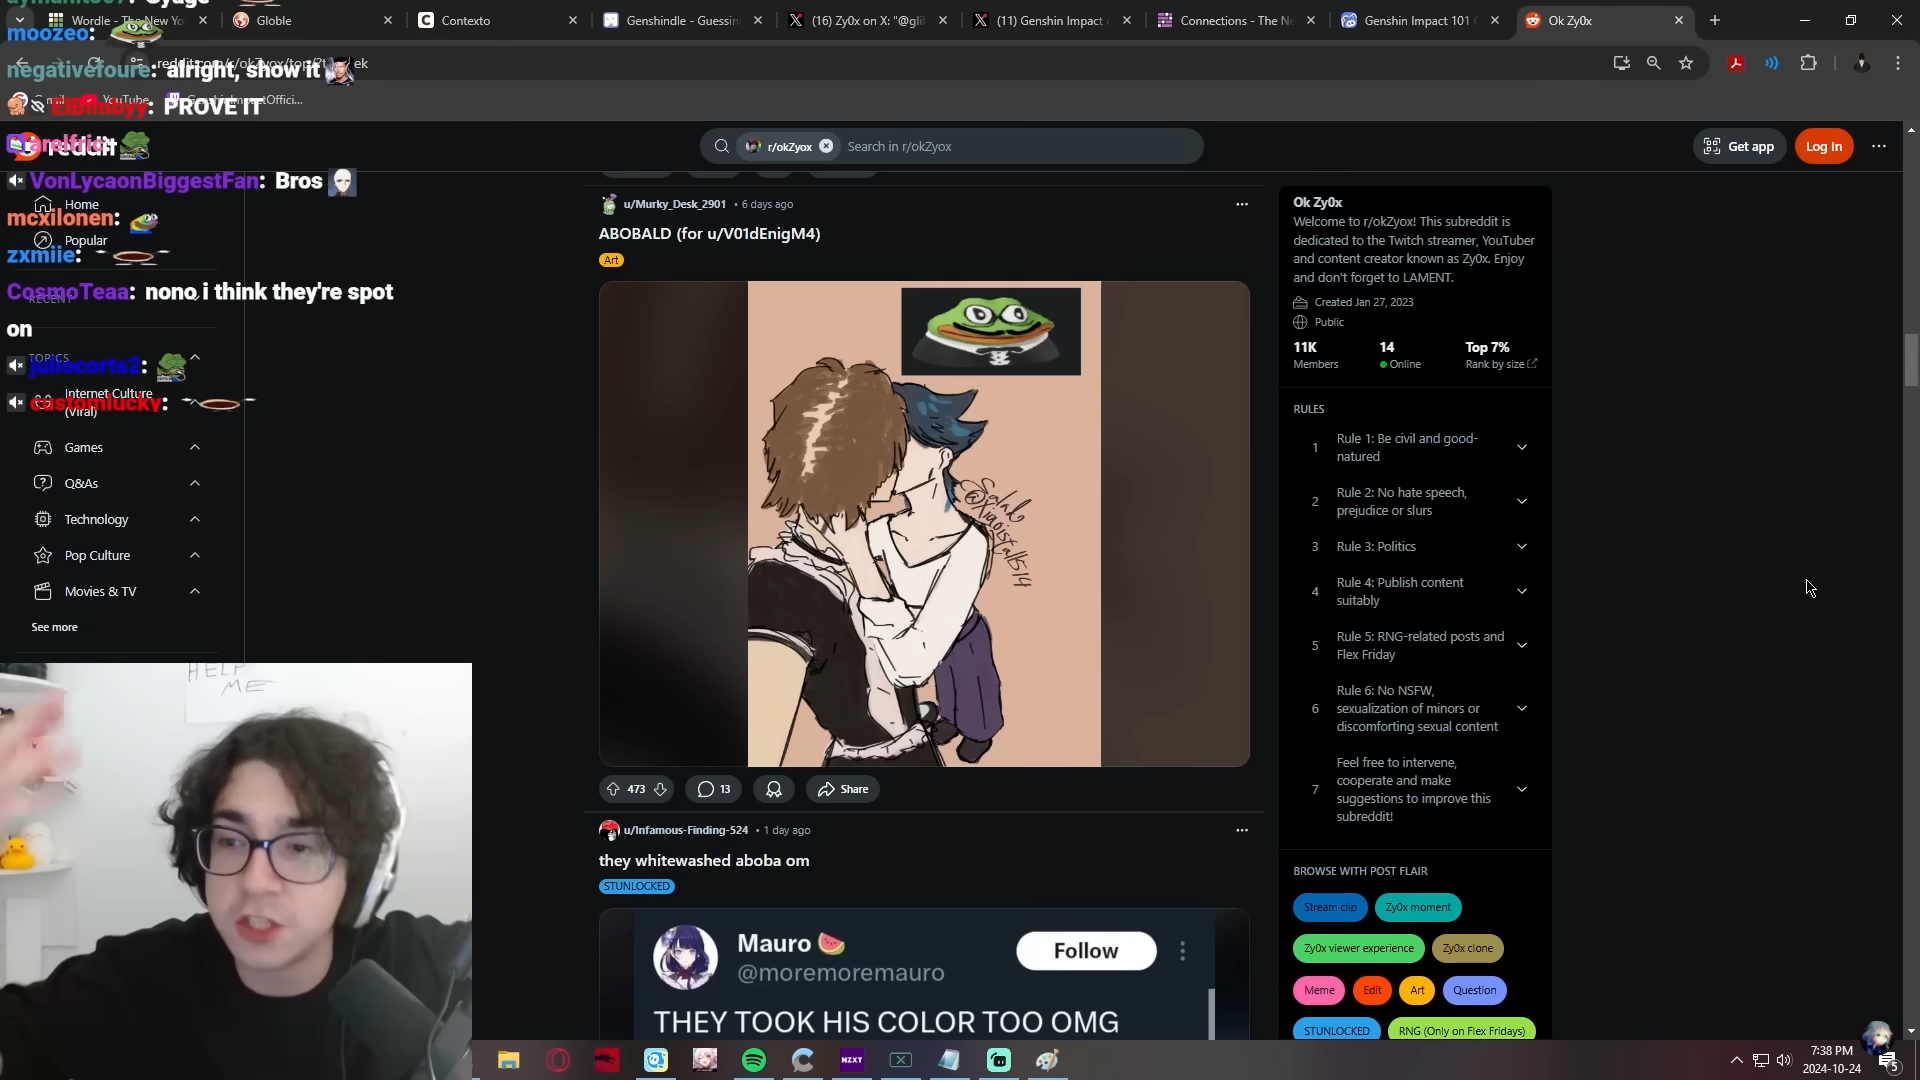 Wordle - The New Yo
Globle
Contexto
Genshindle - Guessin
(16) Zy0x on X: "@gli
(11) Genshin Impact
Connections - The Ne
Genshin Impact 101
Ok Zy0x
moozeo:
negativefoure: alright, show it
ElBimbyy: PROVE IT
YouTube
GenshinImpactOffici...
reddit
r/okZyox
Search in r/okZyox
Get app
Log In
VonLycaonBiggestFan: Bros
Home
mcxilonen:
Popular
zxmiie:
CosmoTeaa: nono i think they're spot
on
RECENT
TOPICS
juliocorts2:
Internet Culture
(Viral)
customlucky:
Games
Q&As
Technology
Pop Culture
Movies & TV
See more
HELP
ME
u/Murky_Desk_2901 • 6 days ago
ABOBALD (for u/V01dEnigM4)
Art
473
13
Share
u/Infamous-Finding-524 • 1 day ago
they whitewashed aboba om
STUNLOCKED
Mauro 🍉
@moremoremauro
Follow
THEY TOOK HIS COLOR TOO OMG
Ok Zy0x
Welcome to r/okZyox! This subreddit is
dedicated to the Twitch streamer, YouTuber
and content creator known as Zy0x. Enjoy
and don't forget to LAMENT.
Created Jan 27, 2023
Public
11K
Members
14
Online
Top 7%
Rank by size
RULES
1 Rule 1: Be civil and good-
natured
2 Rule 2: No hate speech,
prejudice or slurs
3 Rule 3: Politics
4 Rule 4: Publish content
suitably
5 Rule 5: RNG-related posts and
Flex Friday
6 Rule 6: No NSFW,
sexualization of minors or
discomforting sexual content
7 Feel free to intervene,
cooperate and make
suggestions to improve this
subreddit!
BROWSE WITH POST FLAIR
Stream clip
Zy0x moment
Zy0x viewer experience
Zy0x clone
Meme
Edit
Art
Question
STUNLOCKED
RNG (Only on Flex Fridays)
NZXT
7:38 PM
2024-10-24
5